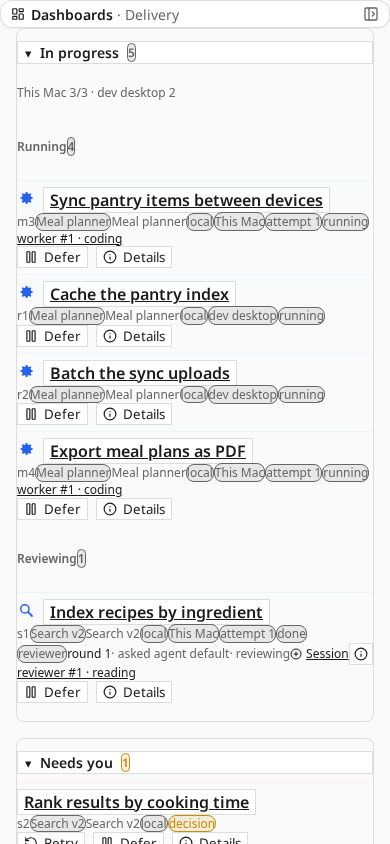 Dashboards · Delivery
▾ In progress 5
This Mac 3/3 · dev desktop 2
Running 4
Sync pantry items between devices
m3 Meal planner Meal planner local This Mac attempt 1 running
worker #1 · coding
Defer Details
Cache the pantry index
r1 Meal planner Meal planner local dev desktop running
Defer Details
Batch the sync uploads
r2 Meal planner Meal planner local dev desktop running
Defer Details
Export meal plans as PDF
m4 Meal planner Meal planner local This Mac attempt 1 running
worker #1 · coding
Defer Details
Reviewing 1
Index recipes by ingredient
s1 Search v2 Search v2 local This Mac attempt 1 done
reviewer round 1 · asked agent default · reviewing Session
reviewer #1 · reading
Defer Details
▾ Needs you 1
Rank results by cooking time
s2 Search v2 Search v2 local decision
Retry Defer Details